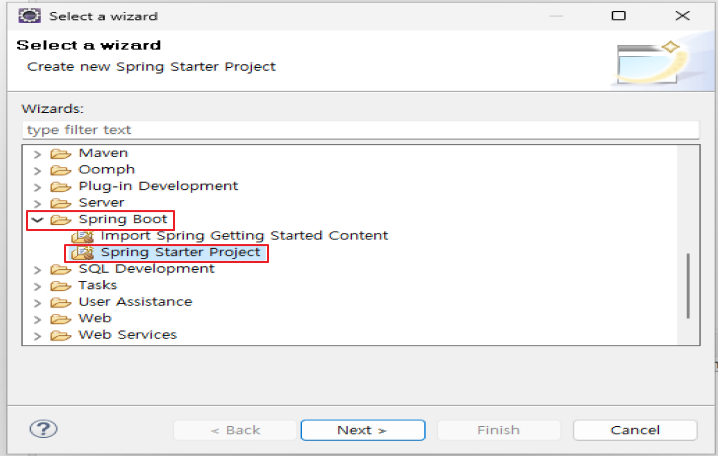 Select a wizard
Select a wizard
Create new Spring Starter Project
Wizards:
type filter text
Maven
Oomph
Plug-in Development
Server
Spring Boot
Import Spring Getting Started Content
Spring Starter Project
SQL Development
Tasks
User Assistance
Web
Web Services
? < Back Next > Finish Cancel